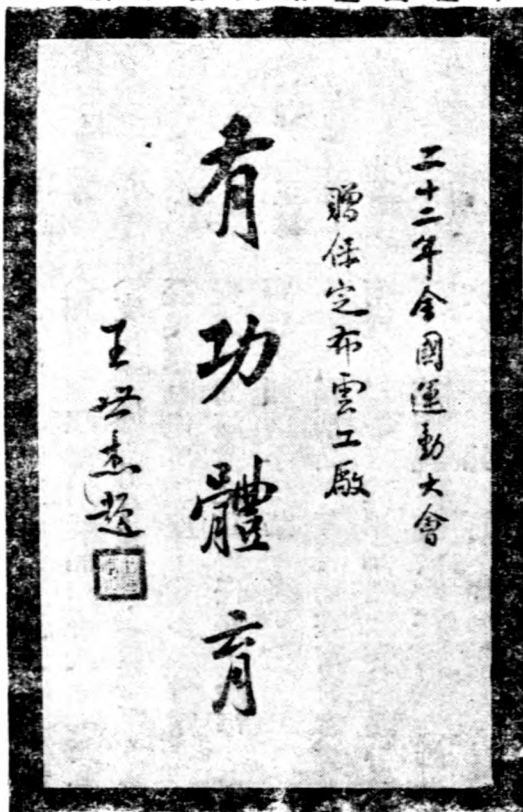 二十二年全國運動大會
贈保定布雲工廠
有功體育
王世杰題